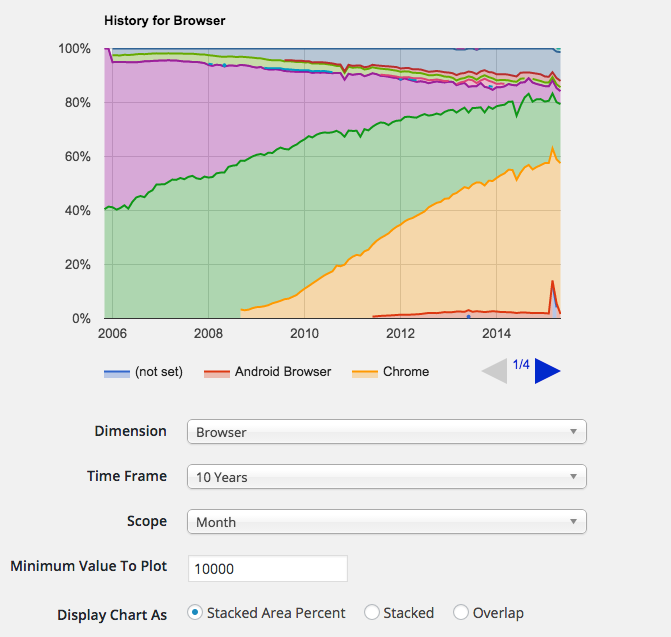 History for Browser
100%
80%
60%
40%
20%
0%
2006 2008 2010 2012 2014
(not set) Android Browser Chrome 1/4
Dimension Browser
Time Frame 10 Years
Scope Month
Minimum Value To Plot 10000
Display Chart As Stacked Area Percent Stacked Overlap